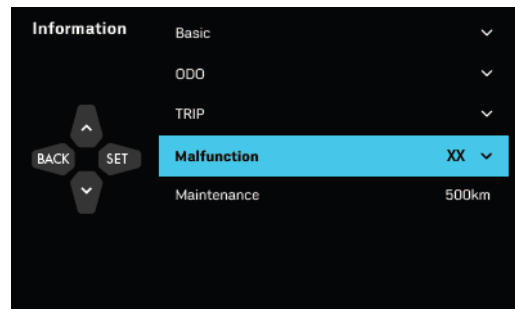 Information
Basic
ODO
TRIP
BACK SET
Malfunction XX
Maintenance 500km